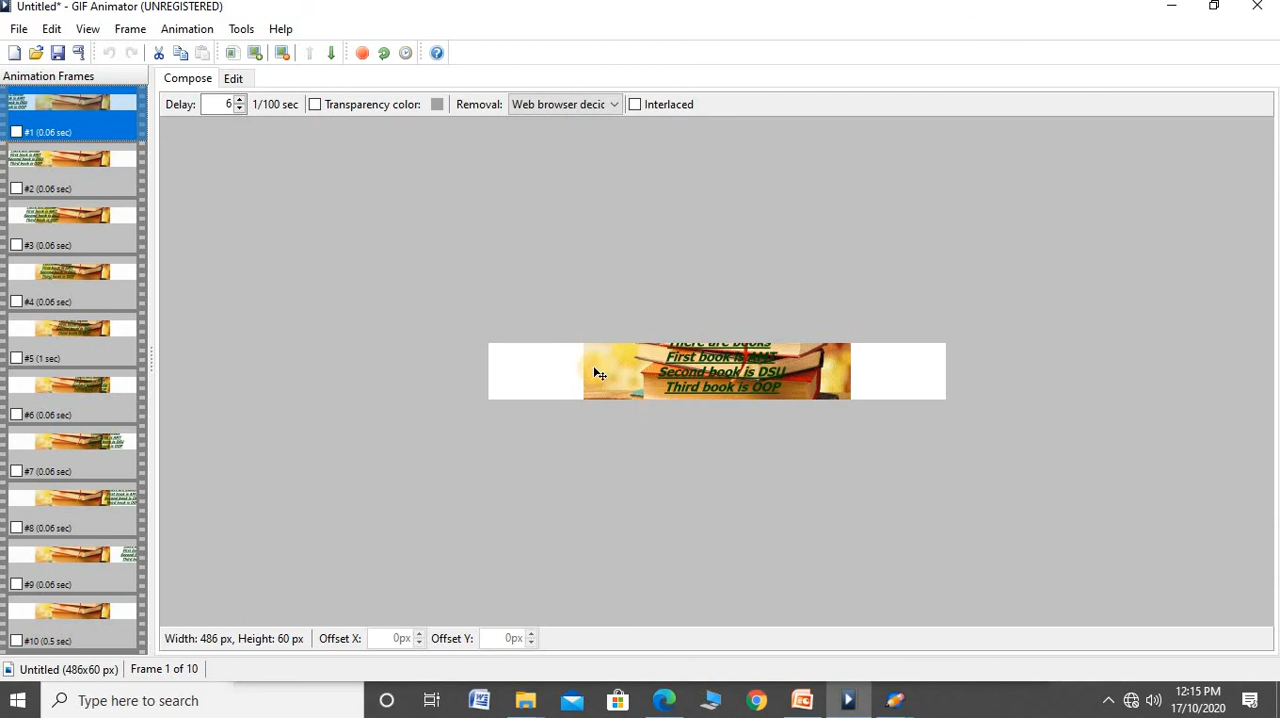 Untitled* - GIF Animator (UNREGISTERED)
File Edit View Frame Animation Tools Help
Animation Frames
Compose Edit
Delay: 6 1/100 sec Transparency color: Removal: Web browser decic Interlaced
#1 (0.06 sec)
#2 (0.06 sec)
#3 (0.06 sec)
#4 (0.06 sec)
#5 (1 sec)
#6 (0.06 sec)
#7 (0.06 sec)
#8 (0.06 sec)
#9 (0.06 sec)
#10 (0.5 sec)
There are books
First book is AMT
Second book is DSU
Third book is OOP
Width: 486 px, Height: 60 px Offset X: 0px Offset Y: 0px
Untitled (486x60 px) Frame 1 of 10
Type here to search
12:15 PM
17/10/2020